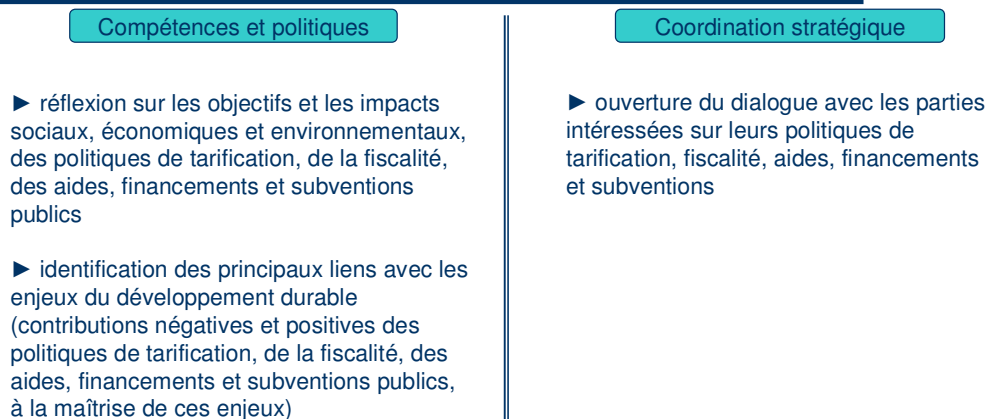 Compétences et politiques
► réflexion sur les objectifs et les impacts
sociaux, économiques et environnementaux,
des politiques de tarification, de la fiscalité,
des aides, financements et subventions
publics
► identification des principaux liens avec les
enjeux du développement durable
(contributions négatives et positives des
politiques de tarification, de la fiscalité, des
aides, financements et subventions publics,
à la maîtrise de ces enjeux)
Coordination stratégique
► ouverture du dialogue avec les parties
intéressées sur leurs politiques de
tarification, fiscalité, aides, financements
et subventions